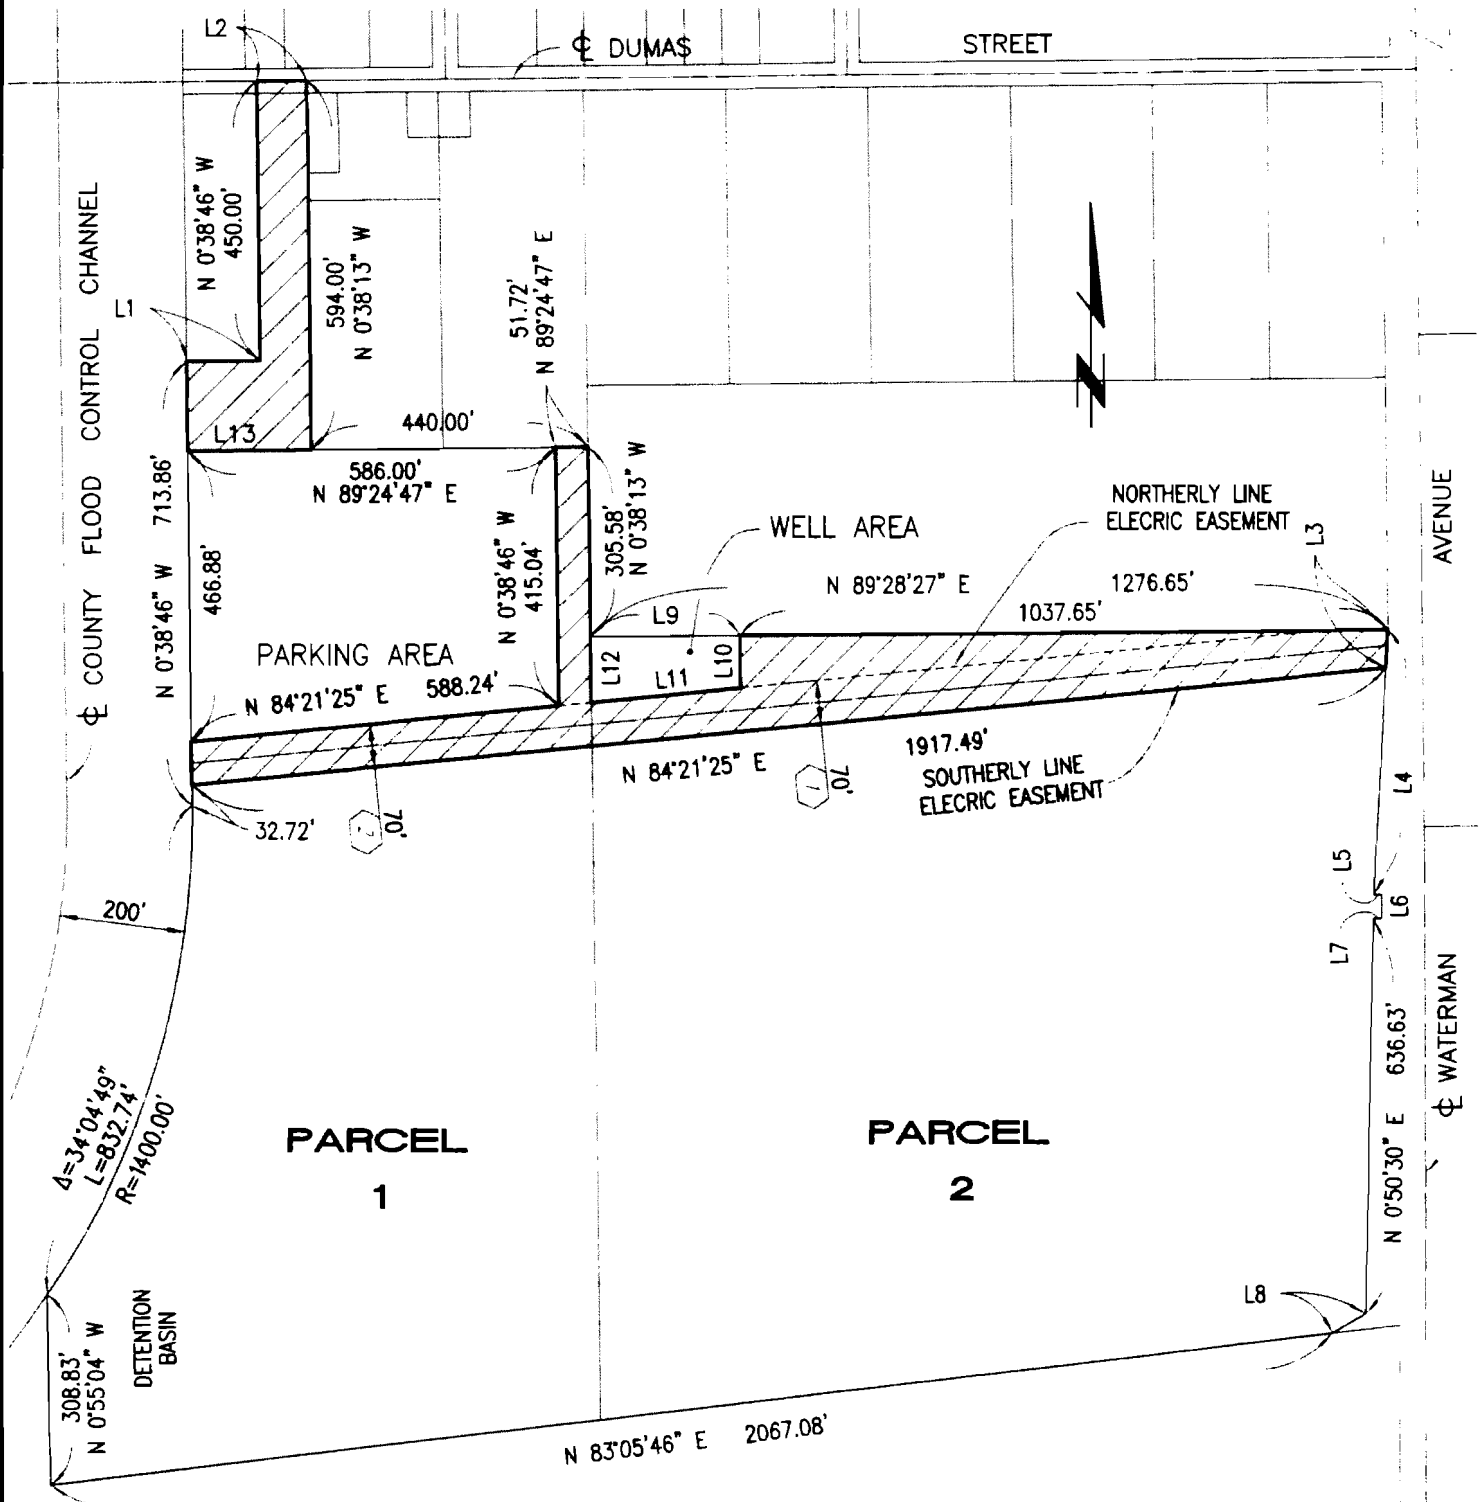 L2
℄ DUMAS
STREET
N 0°38'46" W
450.00'
℄ COUNTY FLOOD CONTROL CHANNEL
L1
594.00'
N 0°38'13" W
51.72'
N 89°24'47" E
L13
440.00'
586.00'
N 89°24'47" E
N 0°38'46" W 713.86'
466.88'
N 0°38'46" W
415.04'
305.58'
N 0°38'13" W
WELL AREA
NORTHERLY LINE
ELECRIC EASEMENT
L3
AVENUE
N 89°28'27" E
1276.65'
1037.65'
L9
L12
L11
L10
PARKING AREA
N 84°21'25" E 588.24'
N 84°21'25" E
1917.49'
SOUTHERLY LINE
ELECRIC EASEMENT
1
70'
2
70'
32.72'
L4
L5
L6
L7
200'
℄ WATERMAN
N 0°50'30" E 636.63'
Δ=34°04'49"
L=832.74'
R=1400.00'
PARCEL
1
PARCEL
2
L8
DETENTION
BASIN
308.83'
N 0°55'04" W
N 83°05'46" E 2067.08'